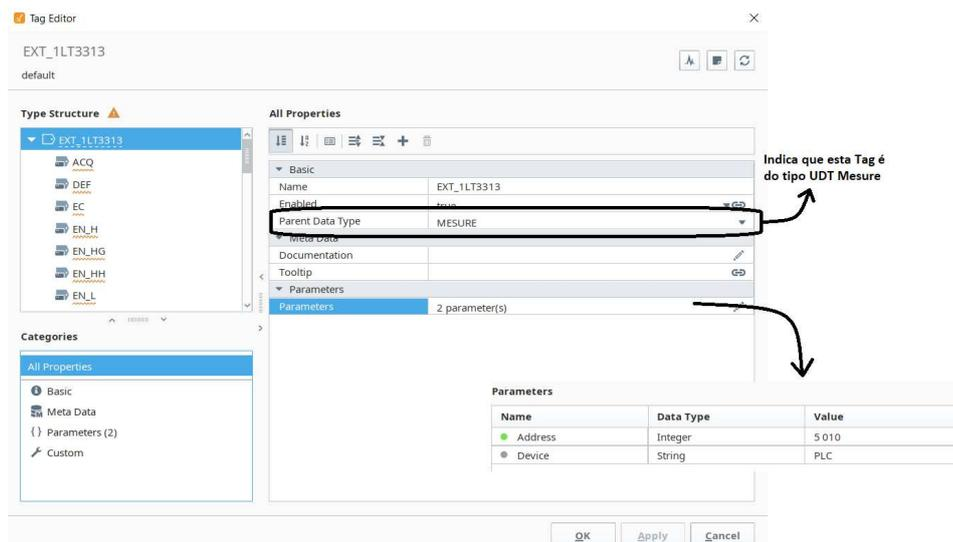 Tag Editor
EXT_1LT3313
default
Type Structure
EXT_1LT3313
ACQ
DEF
EC
EN_H
EN_HG
EN_HH
EN_L
Categories
All Properties
Basic
Meta Data
Parameters (2)
Custom
All Properties
Basic
Name EXT_1LT3313
Enabled true
Parent Data Type MESURE
Meta Data
Documentation
Tooltip
Parameters
Parameters 2 parameter(s)
Indica que esta Tag é
do tipo UDT Mesure
Parameters
Name Data Type Value
Address Integer 5 010
Device String PLC
OK Apply Cancel